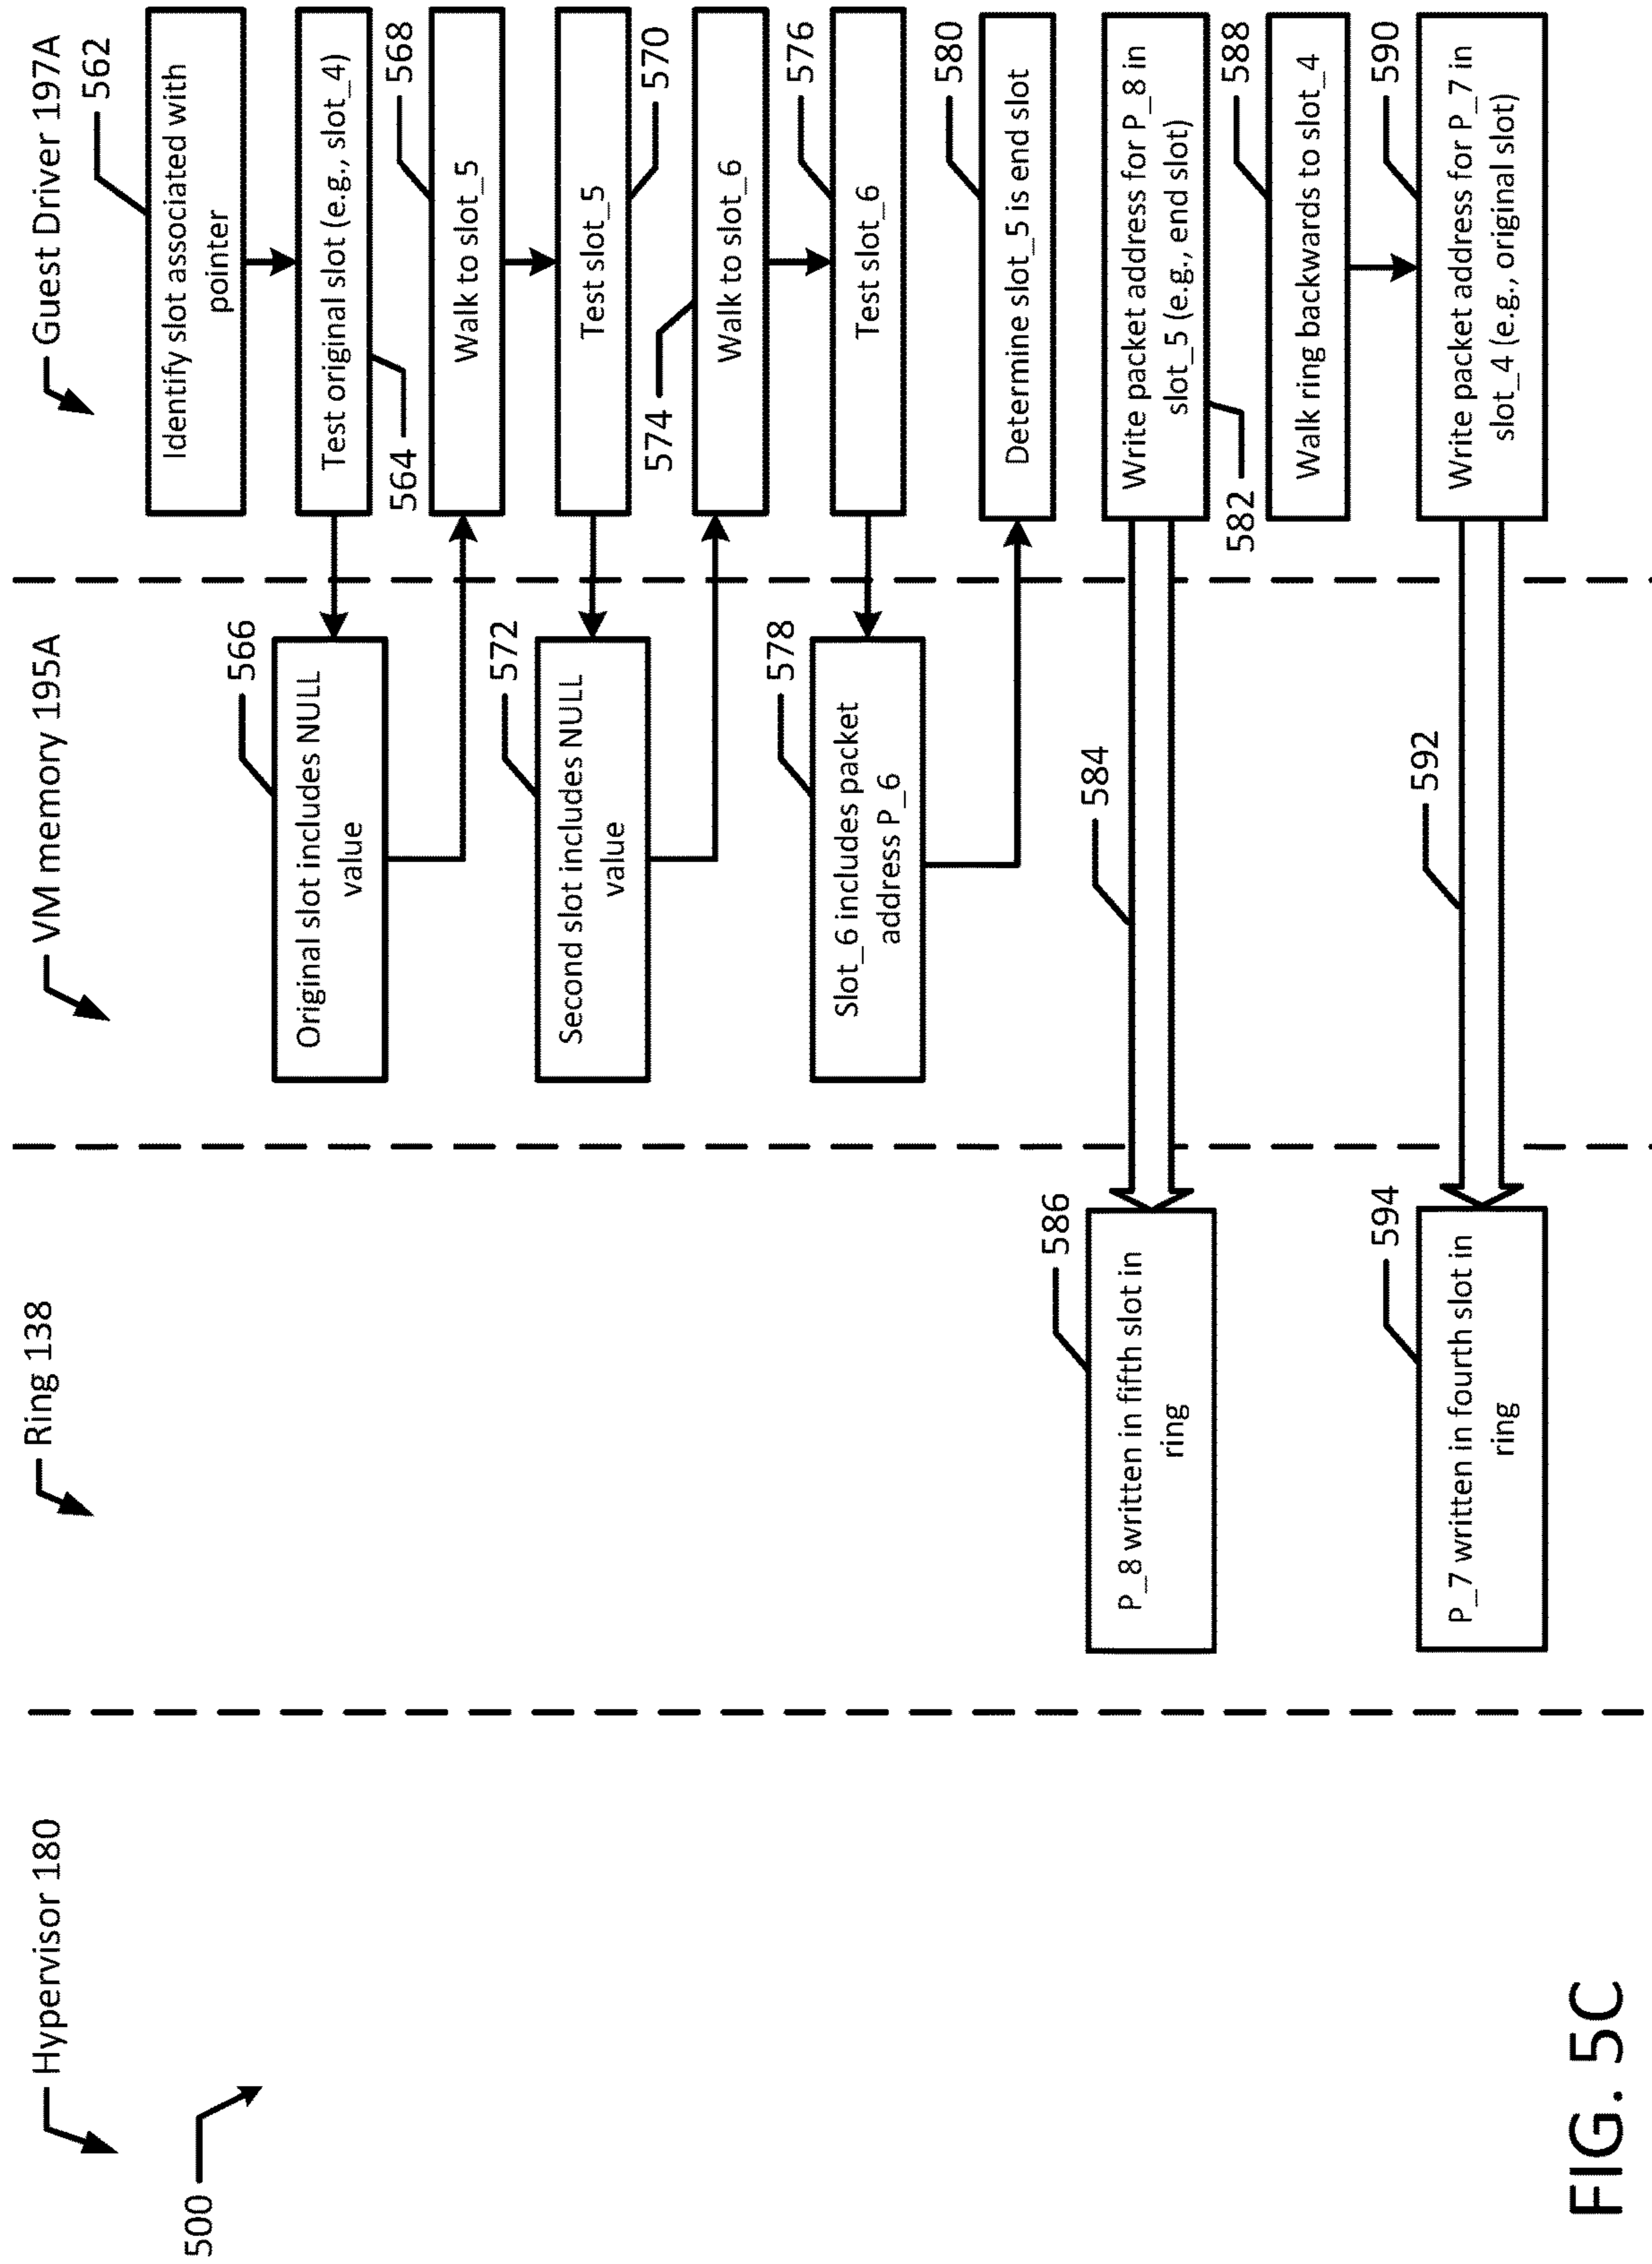 500
Hypervisor 180
Ring 138
VM memory 195A
Guest Driver 197A
562
Identify slot associated with
pointer
Test original slot (e.g., slot_4)
564
566
Original slot includes NULL
value
568
Walk to slot_5
Test slot_5
570
572
Second slot includes NULL
value
574
Walk to slot_6
576
Test slot_6
578
Slot_6 includes packet
address P_6
580
Determine slot_5 is end slot
Write packet address for P_8 in
slot_5 (e.g., end slot)
582
584
586
P_8 written in fifth slot in
ring
588
Walk ring backwards to slot_4
590
Write packet address for P_7 in
slot_4 (e.g., original slot)
592
594
P_7 written in fourth slot in
ring
FIG. 5C